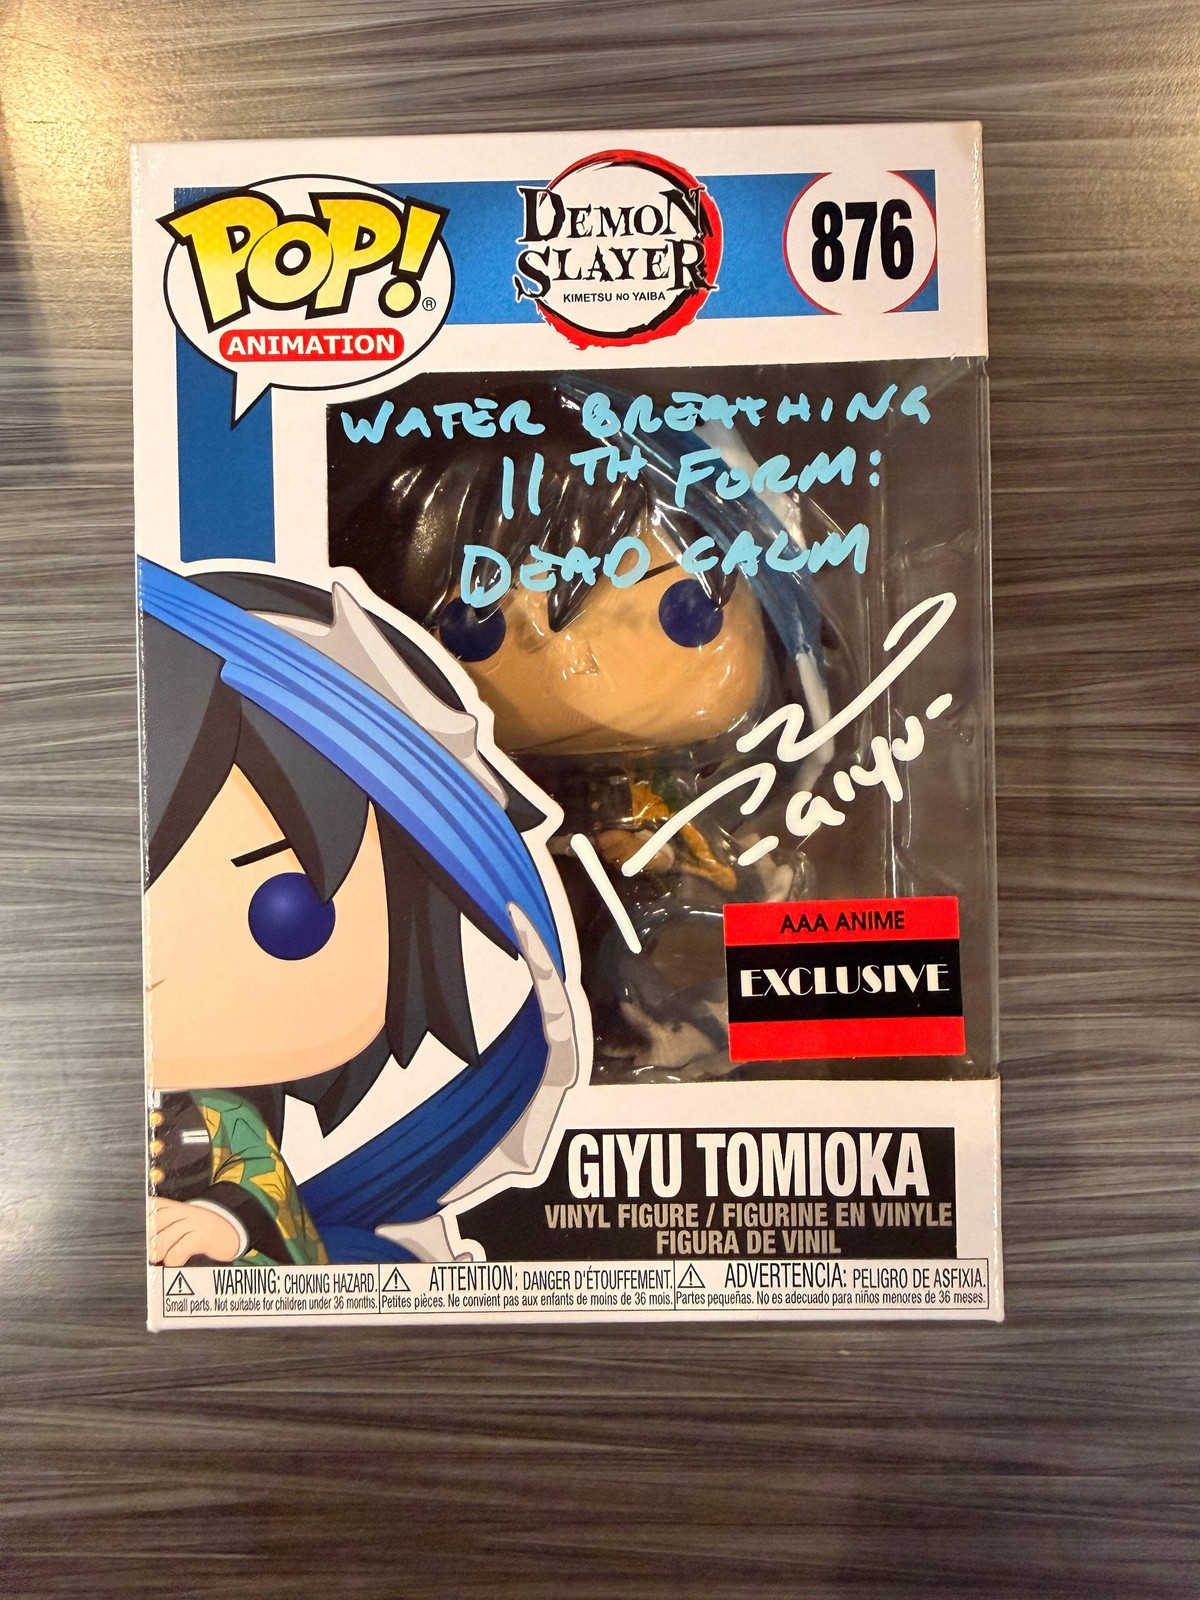 POP!®
ANIMATION
DEMON
SLAYER
KIMETSU NO YAIBA
876
WATER BREATHING
11TH FORM:
DEAD CALM
-Giyu-
AAA ANIME
EXCLUSIVE
GIYU TOMIOKA
VINYL FIGURE / FIGURINE EN VINYLE
FIGURA DE VINIL
WARNING: CHOKING HAZARD.
Small parts. Not suitable for children under 36 months.
ATTENTION: DANGER D'ÉTOUFFEMENT.
Petites pièces. Ne convient pas aux enfants de moins de 36 mois.
ADVERTENCIA: PELIGRO DE ASFIXIA.
Partes pequeñas. No es adecuado para niños menores de 36 meses.